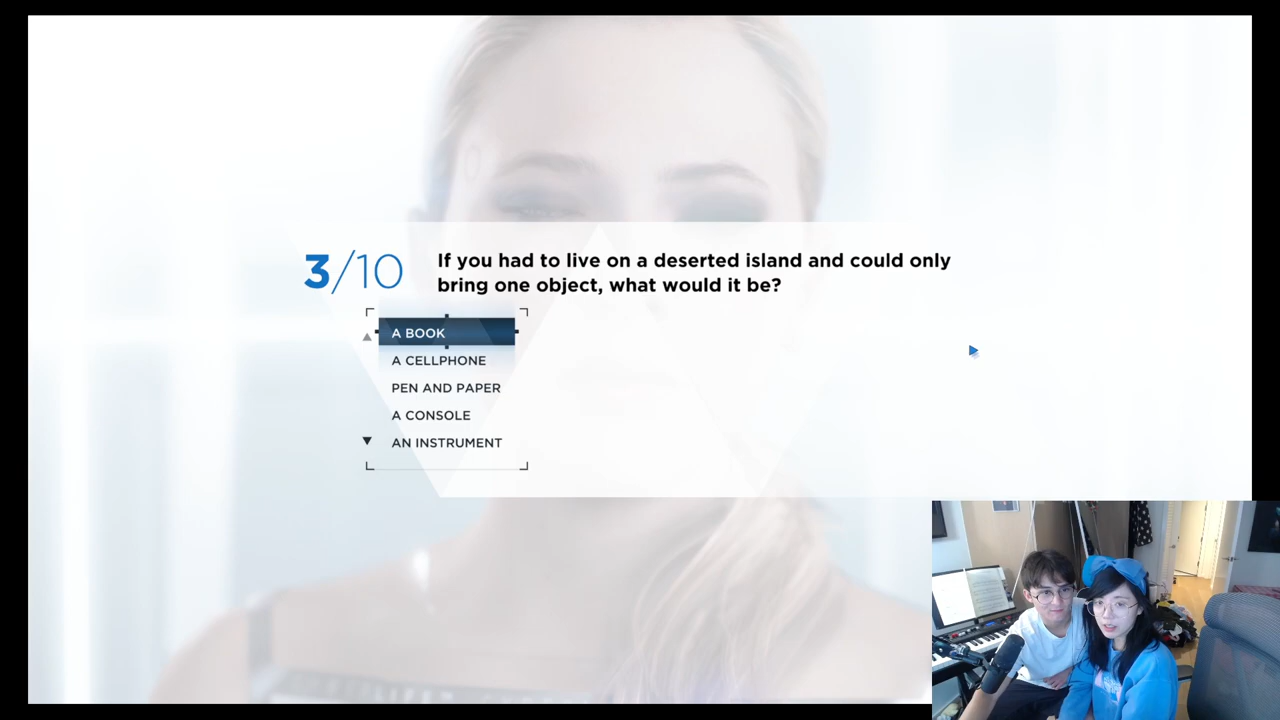 3/10
If you had to live on a deserted island and could only
bring one object, what would it be?
A BOOK
A CELLPHONE
PEN AND PAPER
A CONSOLE
AN INSTRUMENT